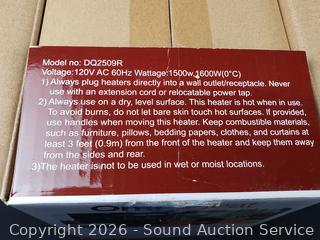 Model no: DQ2509R
Voltage:120V AC 60Hz Wattage:1500w,1600W(0°C)
1) Always plug heaters directly into a wall outlet/receptacle. Never
use with an extension cord or relocatable power tap.
2) Always use on a dry, level surface. This heater is hot when in use.
To avoid burns, do not let bare skin touch hot surfaces. If provided,
use handles when moving this heater. Keep combustible materials,
such as furniture, pillows, bedding papers, clothes, and curtains at
least 3 feet (0.9m) from the front of the heater and keep them away
from the sides and rear.
3)The heater is not to be used in wet or moist locations.
Copyright 2026 - Sound Auction Service